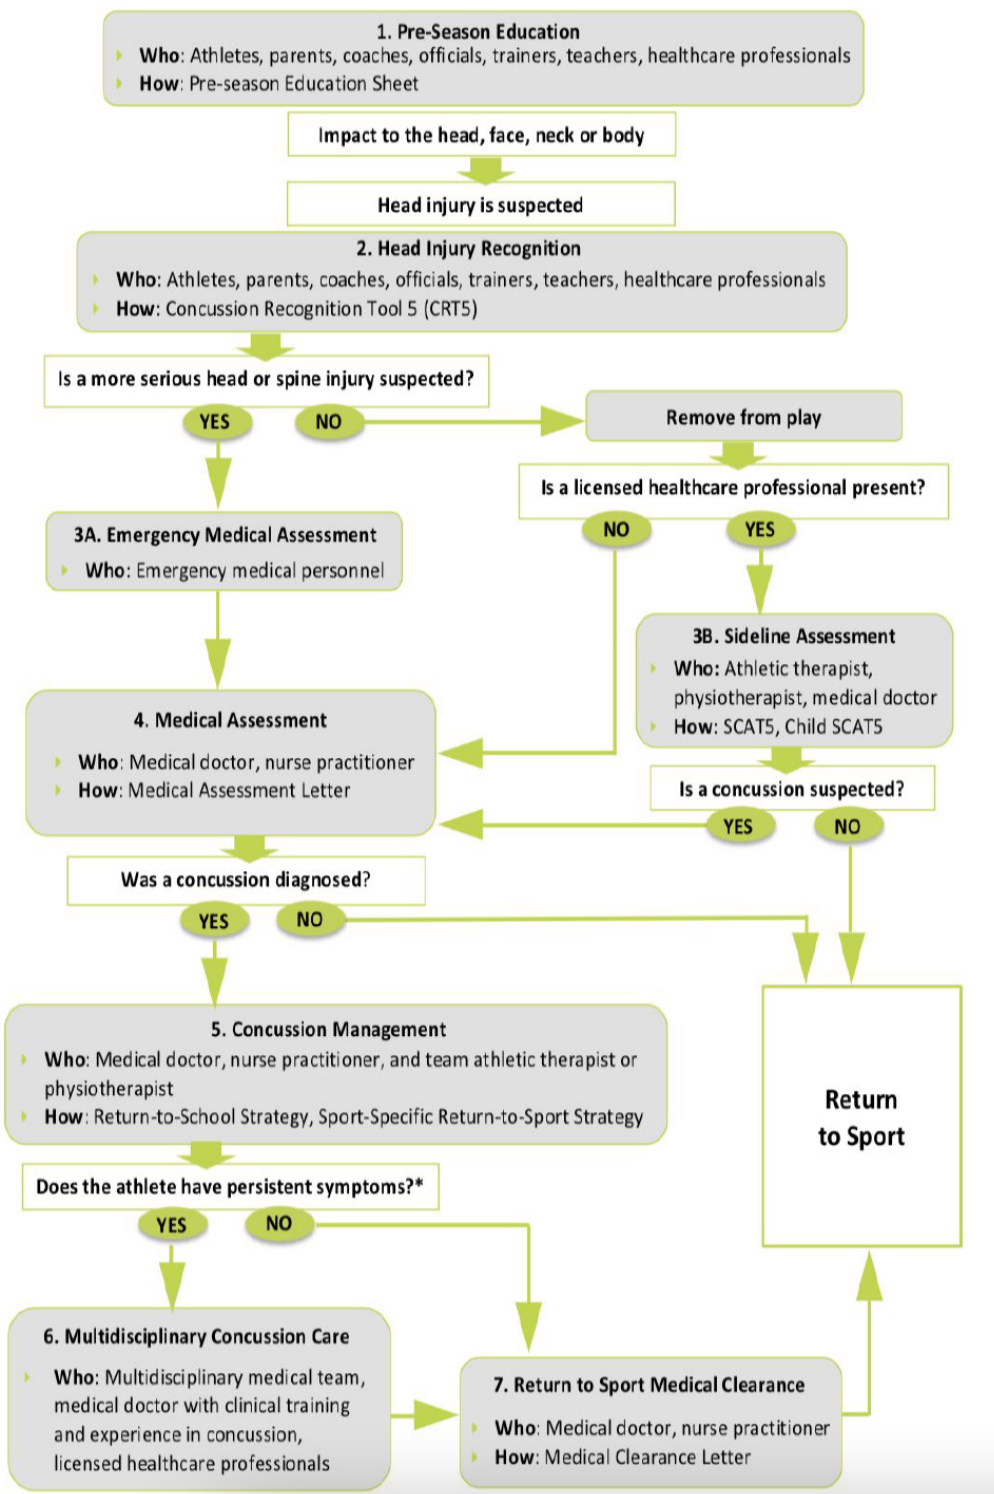 1. Pre-Season Education
Who: Athletes, parents, coaches, officials, trainers, teachers, healthcare professionals
How: Pre-season Education Sheet
Impact to the head, face, neck or body
Head injury is suspected
2. Head Injury Recognition
Who: Athletes, parents, coaches, officials, trainers, teachers, healthcare professionals
How: Concussion Recognition Tool 5 (CRT5)
Is a more serious head or spine injury suspected?
YES
NO
Remove from play
Is a licensed healthcare professional present?
NO
YES
3A. Emergency Medical Assessment
Who: Emergency medical personnel
3B. Sideline Assessment
Who: Athletic therapist,
physiotherapist, medical doctor
How: SCAT5, Child SCAT5
4. Medical Assessment
Who: Medical doctor, nurse practitioner
How: Medical Assessment Letter
Is a concussion suspected?
YES
NO
Was a concussion diagnosed?
YES
NO
5. Concussion Management
Who: Medical doctor, nurse practitioner, and team athletic therapist or
physiotherapist
How: Return-to-School Strategy, Sport-Specific Return-to-Sport Strategy
Return
to Sport
Does the athlete have persistent symptoms?*
YES
NO
6. Multidisciplinary Concussion Care
Who: Multidisciplinary medical team,
medical doctor with clinical training
and experience in concussion,
licensed healthcare professionals
7. Return to Sport Medical Clearance
Who: Medical doctor, nurse practitioner
How: Medical Clearance Letter